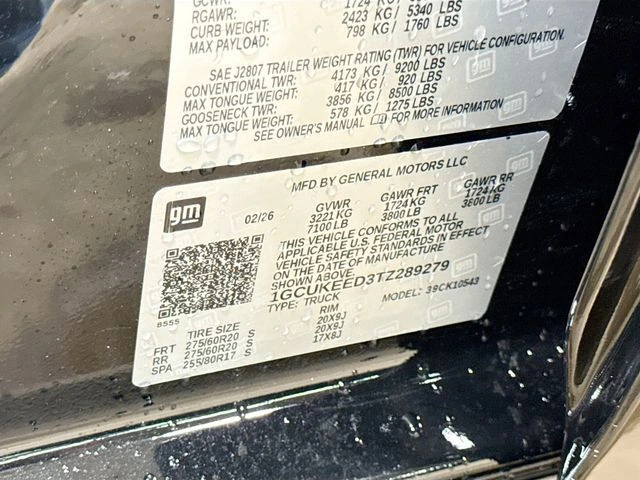 GCWR: 1724 KG /
RGAWR: 2423 KG / 5340 LBS
CURB WEIGHT: 798 KG / 1760 LBS
MAX PAYLOAD:
SAE J2807 TRAILER WEIGHT RATING (TWR) FOR VEHICLE CONFIGURATION.
CONVENTIONAL TWR: 4173 KG / 9200 LBS
MAX TONGUE WEIGHT: 417 KG / 920 LBS
GOOSENECK TWR: 3856 KG / 8500 LBS
MAX TONGUE WEIGHT: 578 KG / 1275 LBS
SEE OWNER'S MANUAL gm FOR MORE INFORMATION.
MFD BY GENERAL MOTORS LLC
gm 02/26
GVWR GAWR FRT GAWR RR
3221 KG 1724 KG 1724 KG
7100 LB 3800 LB 3800 LB
THIS VEHICLE CONFORMS TO ALL
APPLICABLE U.S. FEDERAL MOTOR
VEHICLE SAFETY STANDARDS IN EFFECT
ON THE DATE OF MANUFACTURE SHOWN ABOVE.
1GCUKEED3TZ289279
TYPE: TRUCK MODEL: 39CK10543
B555
TIRE SIZE RIM
FRT 275/60R20 S 20X9J
RR 275/60R20 S 20X9J
SPA 255/80R17 S 17X8J